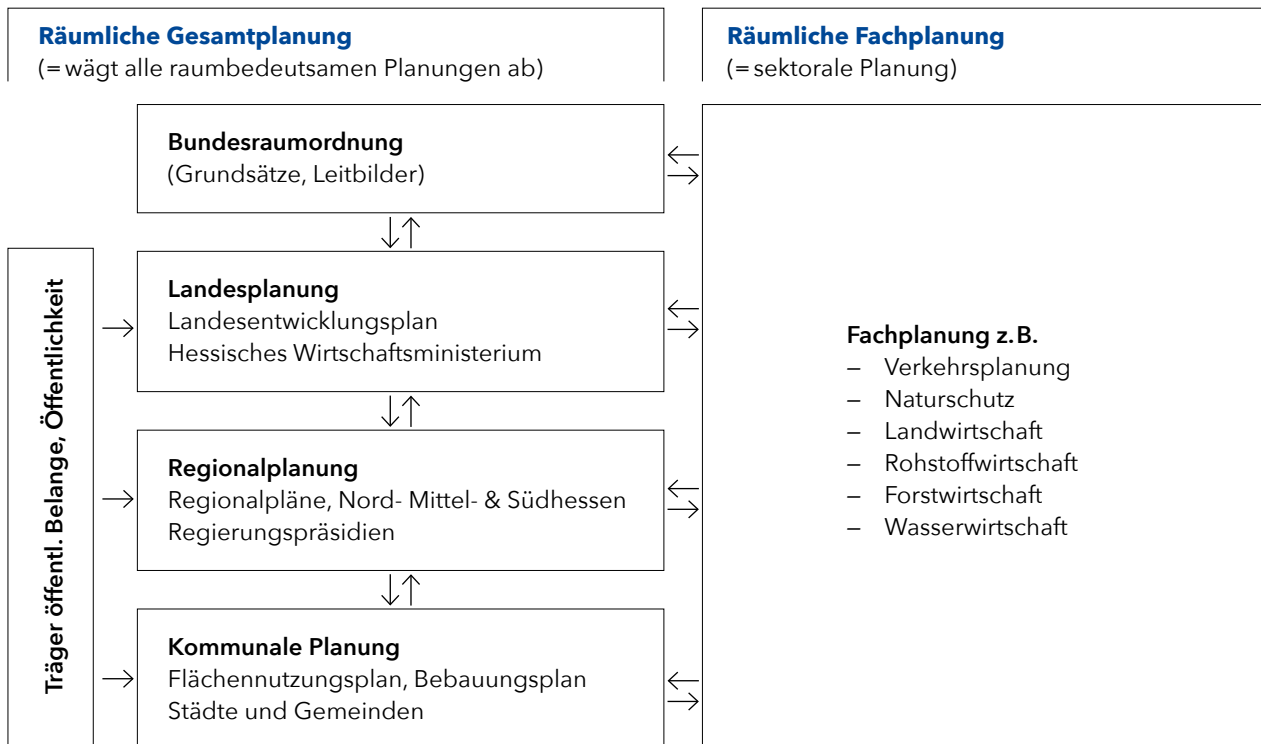 Räumliche Gesamtplanung
(= wägt alle raumbedeutsamen Planungen ab)
Räumliche Fachplanung
(= sektorale Planung)
Bundesraumordnung
(Grundsätze, Leitbilder)
Träger öffentl. Belange, Öffentlichkeit
Landesplanung
Landesentwicklungsplan
Hessisches Wirtschaftsministerium
Regionalplanung
Regionalpläne, Nord- Mittel- & Südhessen
Regierungspräsidien
Kommunale Planung
Flächennutzungsplan, Bebauungsplan
Städte und Gemeinden
Fachplanung z. B.
– Verkehrsplanung
– Naturschutz
– Landwirtschaft
– Rohstoffwirtschaft
– Forstwirtschaft
– Wasserwirtschaft